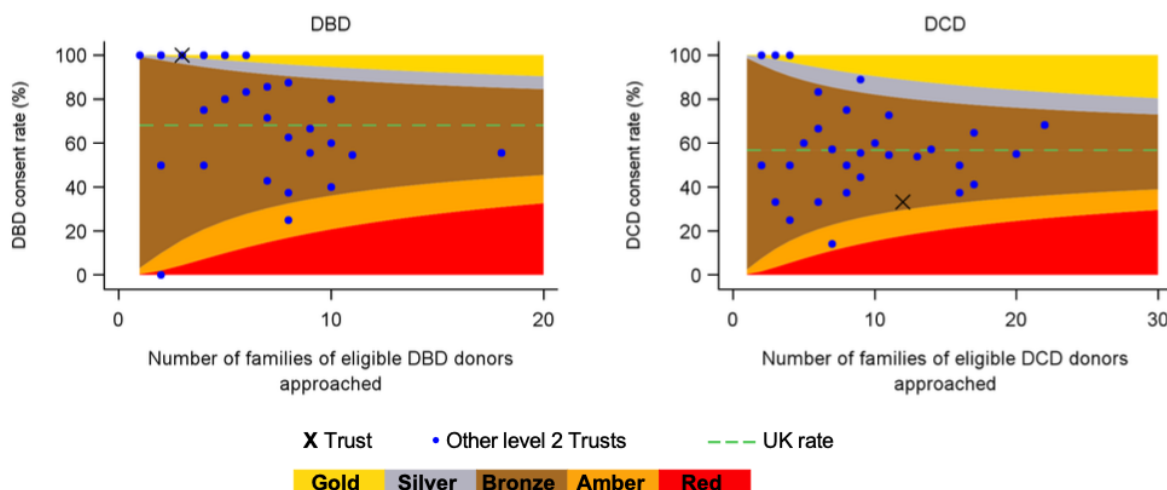 DBD
DBD consent rate (%)
100
80
60
40
20
0
0 10 20
Number of families of eligible DBD donors
approached
DCD
DCD consent rate (%)
100
80
60
40
20
0
0 10 20 30
Number of families of eligible DCD donors
approached
X Trust Other level 2 Trusts UK rate
Gold Silver Bronze Amber Red